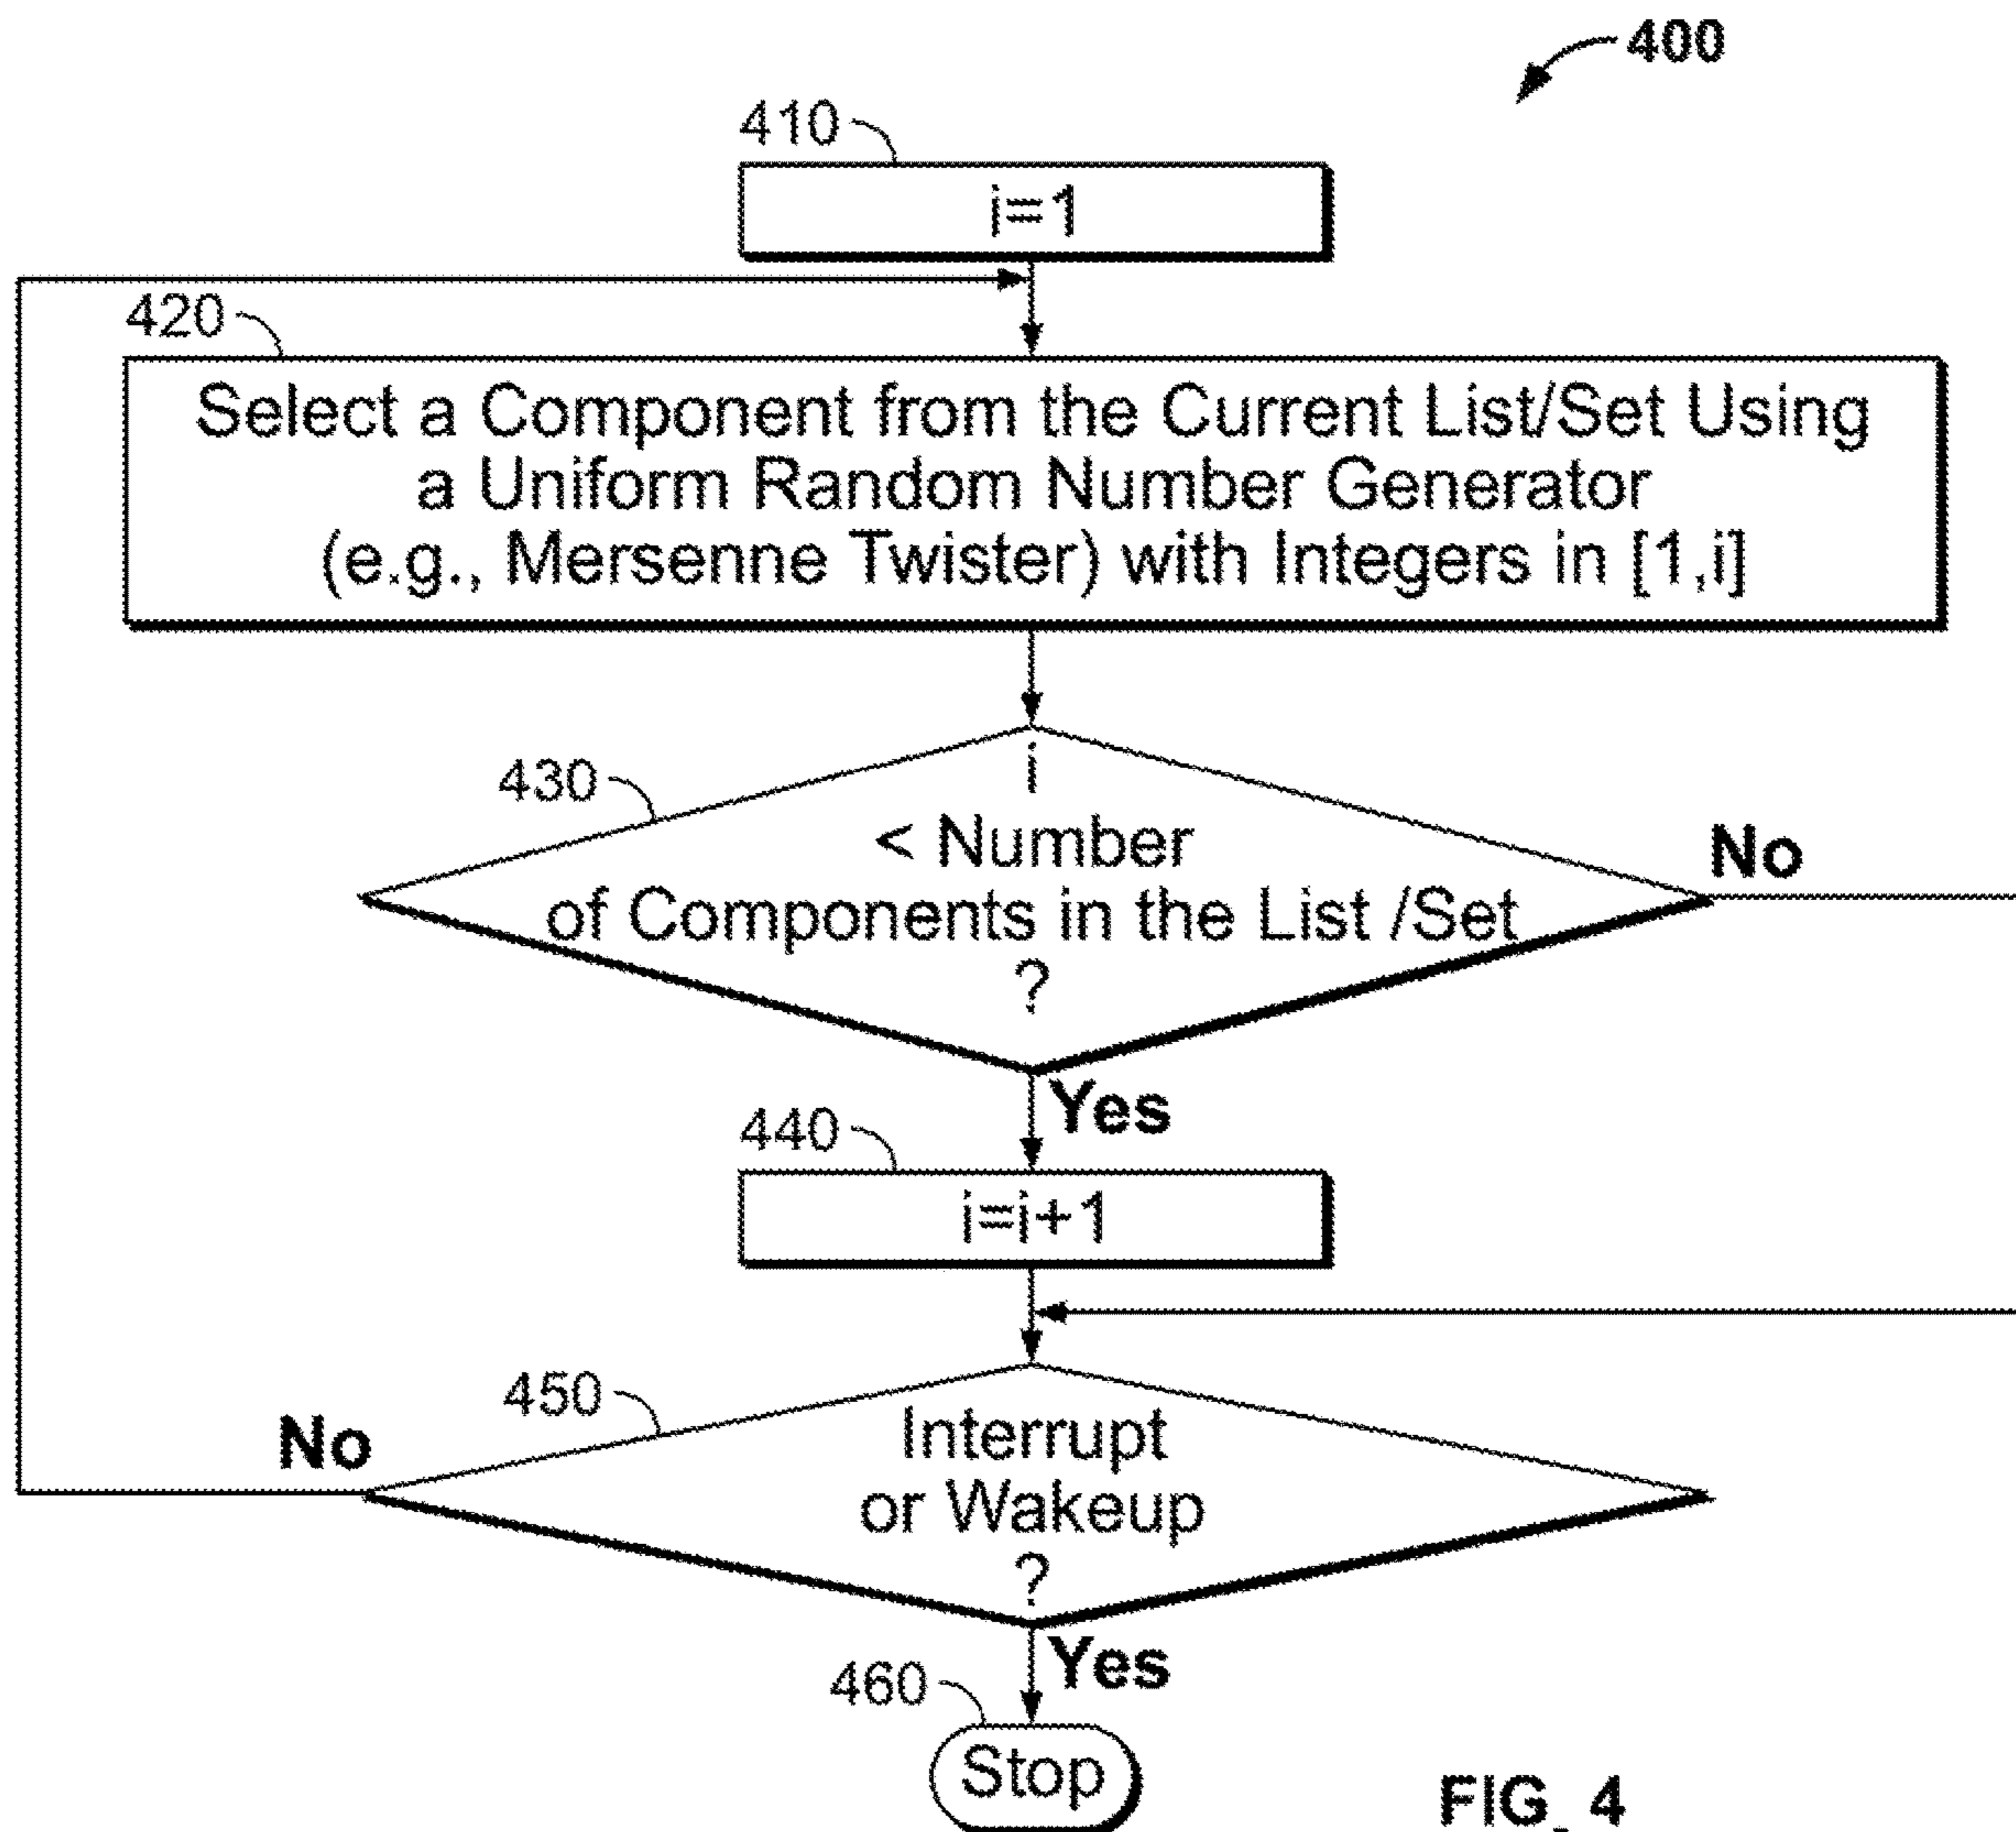 400
410
i=1
420
Select a Component from the Current List/Set Using
a Uniform Random Number Generator
(e.g., Mersenne Twister) with Integers in [1,i]
430
i
< Number
of Components in the List /Set
?
No
Yes
440
i=i+1
450
No
Interrupt
or Wakeup
?
Yes
460
Stop
FIG. 4